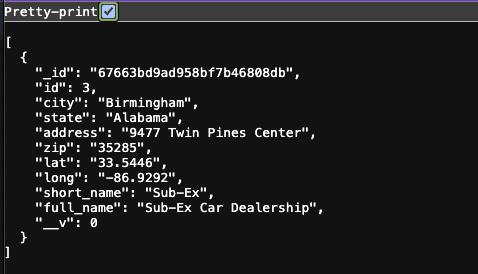 Pretty-print
[
  {
    "_id": "67663bd9ad958bf7b46808db",
    "id": 3,
    "city": "Birmingham",
    "state": "Alabama",
    "address": "9477 Twin Pines Center",
    "zip": "35285",
    "lat": "33.5446",
    "long": "-86.9292",
    "short_name": "Sub-Ex",
    "full_name": "Sub-Ex Car Dealership",
    "__v": 0
  }
]